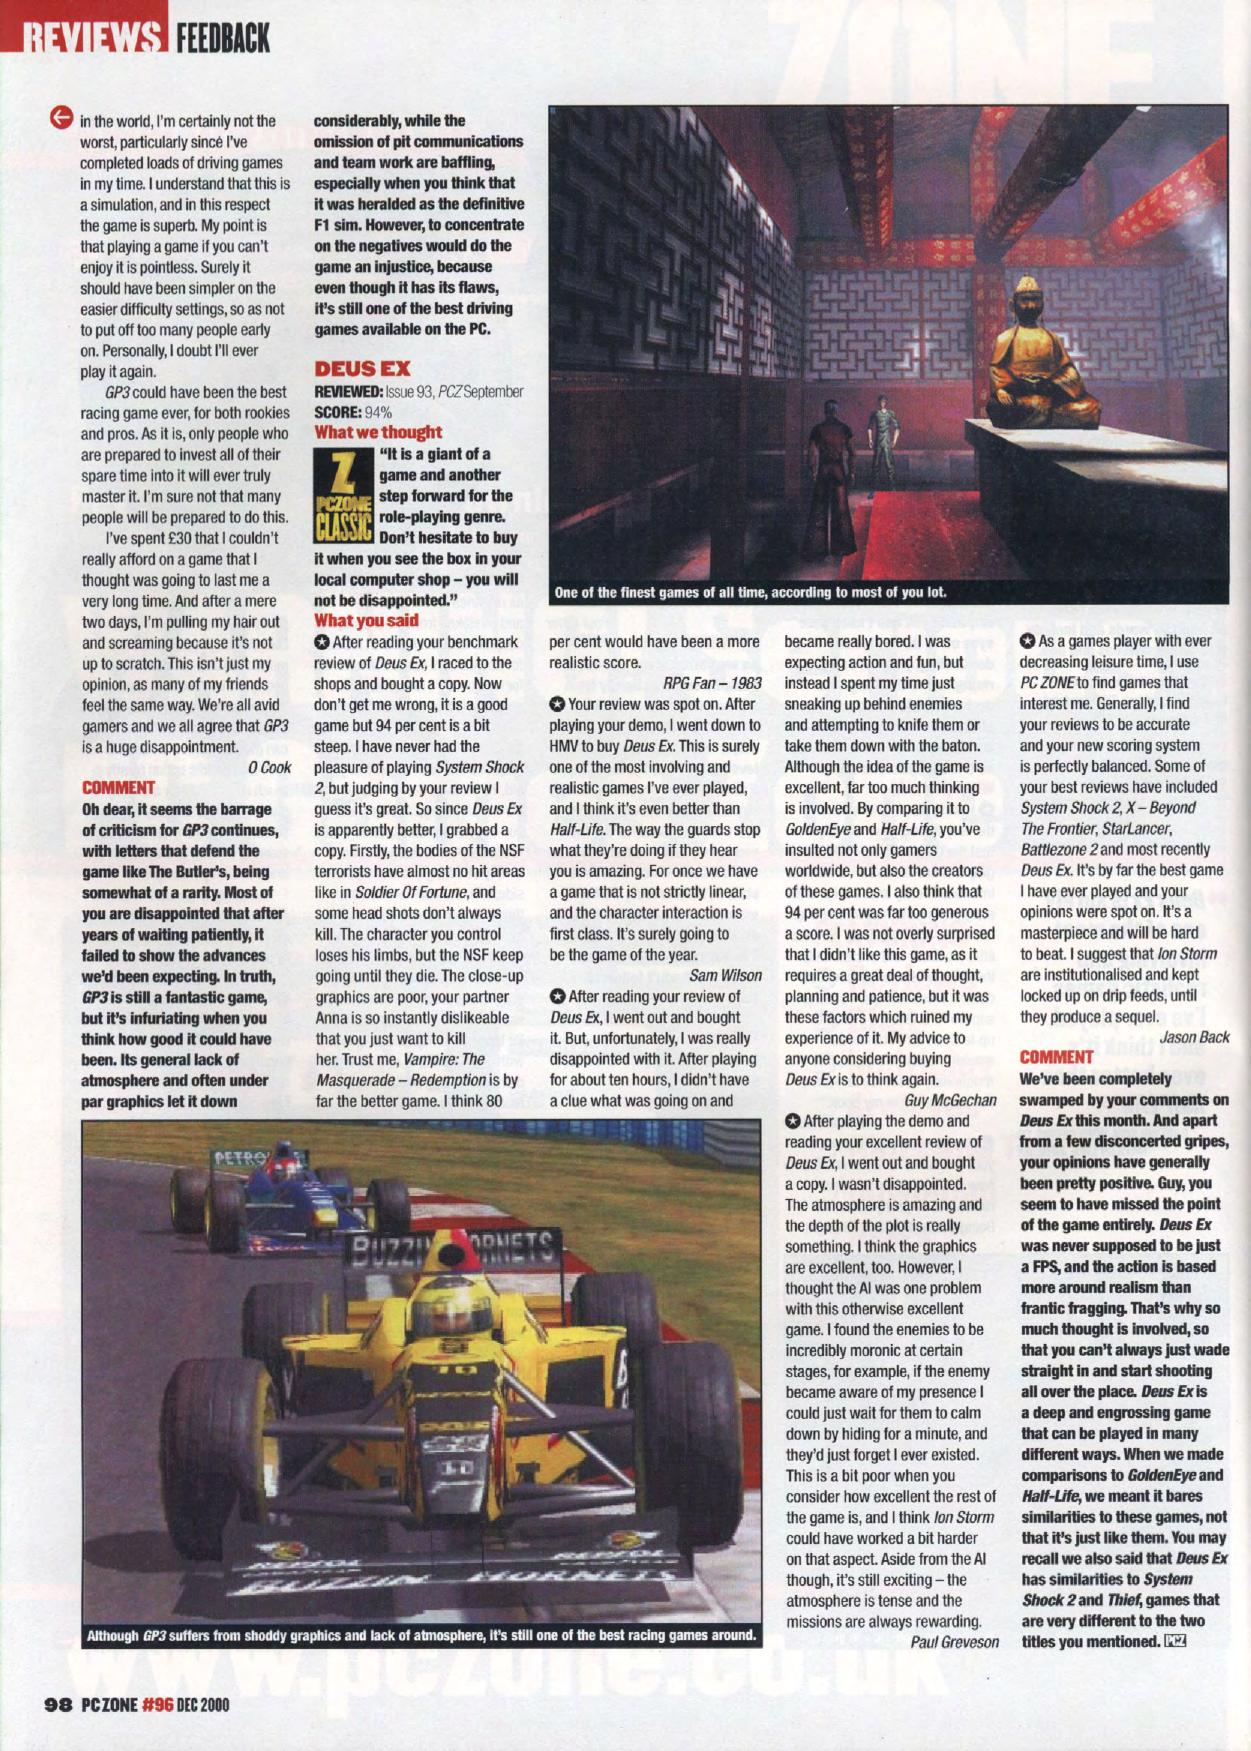 REVIEWS FEEDBACK
in the world, I'm certainly not the
worst, particularly since I've
completed loads of driving games
in my time. I understand that this is
a simulation, and in this respect
the game is superb. My point is
that playing a game if you can't
enjoy it is pointless. Surely it
should have been simpler on the
easier difficulty settings, so as not
to put off too many people early
on. Personally, I doubt I'll ever
play it again.
GP3 could have been the best
racing game ever, for both rookies
and pros. As it is, only people who
are prepared to invest all of their
spare time into it will ever truly
master it. I'm sure not that many
people will be prepared to do this.
I've spent £30 that I couldn't
really afford on a game that I
thought was going to last me a
very long time. And after a mere
two days, I'm pulling my hair out
and screaming because it's not
up to scratch. This isn't just my
opinion, as many of my friends
feel the same way. We're all avid
gamers and we all agree that GP3
is a huge disappointment.
O Cook
COMMENT
Oh dear, it seems the barrage
of criticism for GP3 continues,
with letters that defend the
game like The Butler's, being
somewhat of a rarity. Most of
you are disappointed that after
years of waiting patiently, it
failed to show the advances
we'd been expecting. In truth,
GP3 is still a fantastic game,
but it's infuriating when you
think how good it could have
been. Its general lack of
atmosphere and often under
par graphics let it down
considerably, while the
omission of pit communications
and team work are baffling,
especially when you think that
it was heralded as the definitive
F1 sim. However, to concentrate
on the negatives would do the
game an injustice, because
even though it has its flaws,
it's still one of the best driving
games available on the PC.
DEUS EX
REVIEWED: Issue 93, PCZ September
SCORE: 94%
What we thought
Z
PCZONE
CLASSIC
"It is a giant of a
game and another
step forward for the
role-playing genre.
Don't hesitate to buy
it when you see the box in your
local computer shop – you will
not be disappointed."
What you said
After reading your benchmark
review of Deus Ex, I raced to the
shops and bought a copy. Now
don't get me wrong, it is a good
game but 94 per cent is a bit
steep. I have never had the
pleasure of playing System Shock
2, but judging by your review I
guess it's great. So since Deus Ex
is apparently better, I grabbed a
copy. Firstly, the bodies of the NSF
terrorists have almost no hit areas
like in Soldier Of Fortune, and
some head shots don't always
kill. The character you control
loses his limbs, but the NSF keep
going until they die. The close-up
graphics are poor, your partner
Anna is so instantly dislikeable
that you just want to kill
her. Trust me, Vampire: The
Masquerade – Redemption is by
far the better game. I think 80
per cent would have been a more
realistic score.
RPG Fan – 1983
Your review was spot on. After
playing your demo, I went down to
HMV to buy Deus Ex. This is surely
one of the most involving and
realistic games I've ever played,
and I think it's even better than
Half-Life. The way the guards stop
what they're doing if they hear
you is amazing. For once we have
a game that is not strictly linear,
and the character interaction is
first class. It's surely going to
be the game of the year.
Sam Wilson
After reading your review of
Deus Ex, I went out and bought
it. But, unfortunately, I was really
disappointed with it. After playing
for about ten hours, I didn't have
a clue what was going on and
became really bored. I was
expecting action and fun, but
instead I spent my time just
sneaking up behind enemies
and attempting to knife them or
take them down with the baton.
Although the idea of the game is
excellent, far too much thinking
is involved. By comparing it to
GoldenEye and Half-Life, you've
insulted not only gamers
worldwide, but also the creators
of these games. I also think that
94 per cent was far too generous
a score. I was not overly surprised
that I didn't like this game, as it
requires a great deal of thought,
planning and patience, but it was
these factors which ruined my
experience of it. My advice to
anyone considering buying
Deus Ex is to think again.
Guy McGechan
After playing the demo and
reading your excellent review of
Deus Ex, I went out and bought
a copy. I wasn't disappointed.
The atmosphere is amazing and
the depth of the plot is really
something. I think the graphics
are excellent, too. However, I
thought the AI was one problem
with this otherwise excellent
game. I found the enemies to be
incredibly moronic at certain
stages, for example, if the enemy
became aware of my presence I
could just wait for them to calm
down by hiding for a minute, and
they'd just forget I ever existed.
This is a bit poor when you
consider how excellent the rest of
the game is, and I think Ion Storm
could have worked a bit harder
on that aspect. Aside from the AI
though, it's still exciting – the
atmosphere is tense and the
missions are always rewarding.
Paul Greveson
As a games player with ever
decreasing leisure time, I use
PC ZONE to find games that
interest me. Generally, I find
your reviews to be accurate
and your new scoring system
is perfectly balanced. Some of
your best reviews have included
System Shock 2, X – Beyond
The Frontier, StarLancer,
Battlezone 2 and most recently
Deus Ex. It's by far the best game
I have ever played and your
opinions were spot on. It's a
masterpiece and will be hard
to beat. I suggest that Ion Storm
are institutionalised and kept
locked up on drip feeds, until
they produce a sequel.
Jason Back
COMMENT
We've been completely
swamped by your comments on
Deus Ex this month. And apart
from a few disconcerted gripes,
your opinions have generally
been pretty positive. Guy, you
seem to have missed the point
of the game entirely. Deus Ex
was never supposed to be just
a FPS, and the action is based
more around realism than
frantic fragging. That's why so
much thought is involved, so
that you can't always just wade
straight in and start shooting
all over the place. Deus Ex is
a deep and engrossing game
that can be played in many
different ways. When we made
comparisons to GoldenEye and
Half-Life, we meant it bares
similarities to these games, not
that it's just like them. You may
recall we also said that Deus Ex
has similarities to System
Shock 2 and Thief, games that
are very different to the two
titles you mentioned. PCZ
One of the finest games of all time, according to most of you lot.
PETRO
BUZZIN HORNETS
10
BUZZIN HORNETS
Although GP3 suffers from shoddy graphics and lack of atmosphere, it's still one of the best racing games around.
98 PCZONE #96 DEC 2000